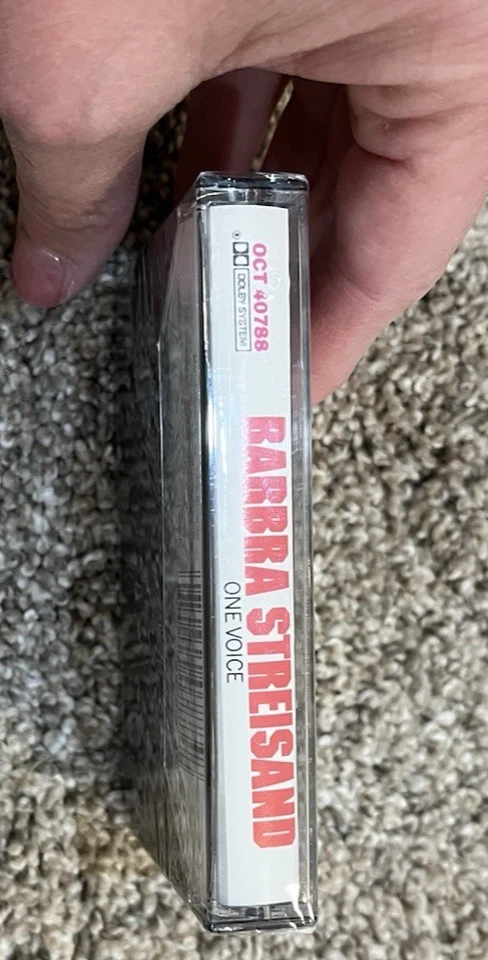 OCT 40788
DOLBY SYSTEM
BARBRA STREISAND
ONE VOICE